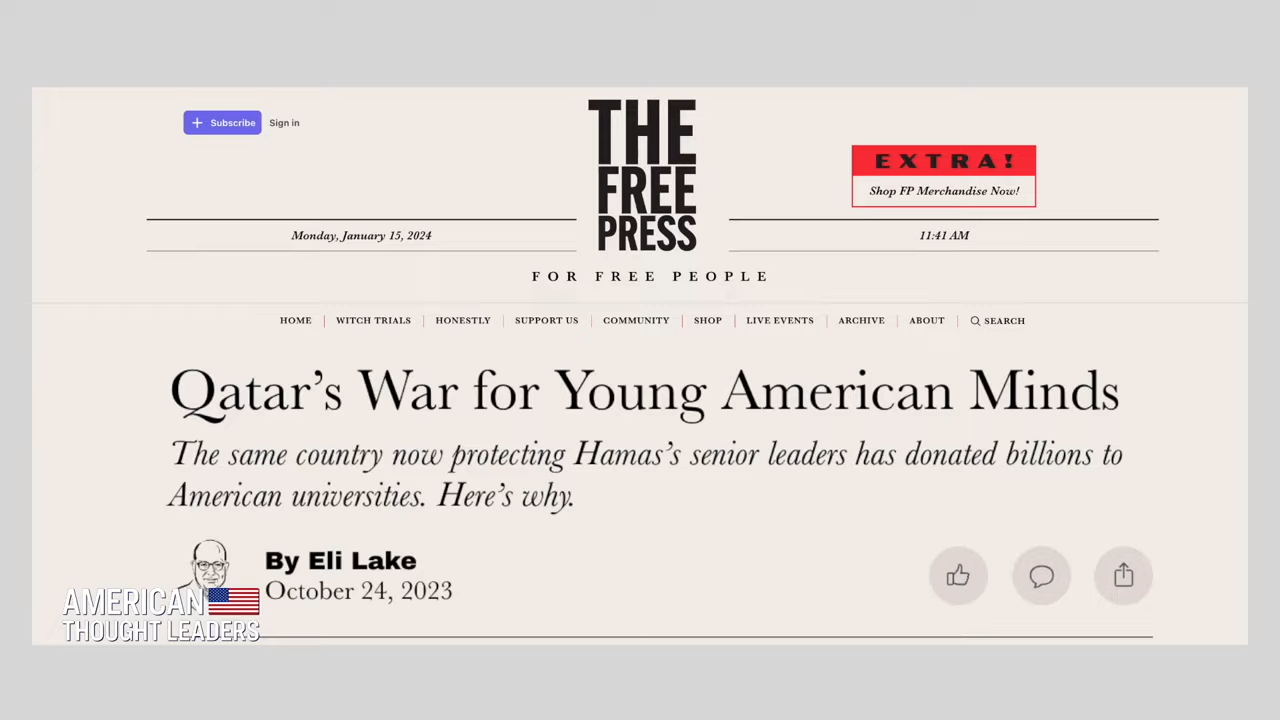 Subscribe
Sign in
THE
FREE
PRESS
EXTRA!
Shop FP Merchandise Now!
Monday, January 15, 2024
11:41 AM
FOR FREE PEOPLE
HOME
WITCH TRIALS
HONESTLY
SUPPORT US
COMMUNITY
SHOP
LIVE EVENTS
ARCHIVE
ABOUT
SEARCH
Qatar's War for Young American Minds
The same country now protecting Hamas's senior leaders has donated billions to
American universities. Here's why.
By Eli Lake
October 24, 2023
AMERICAN
THOUGHT LEADERS